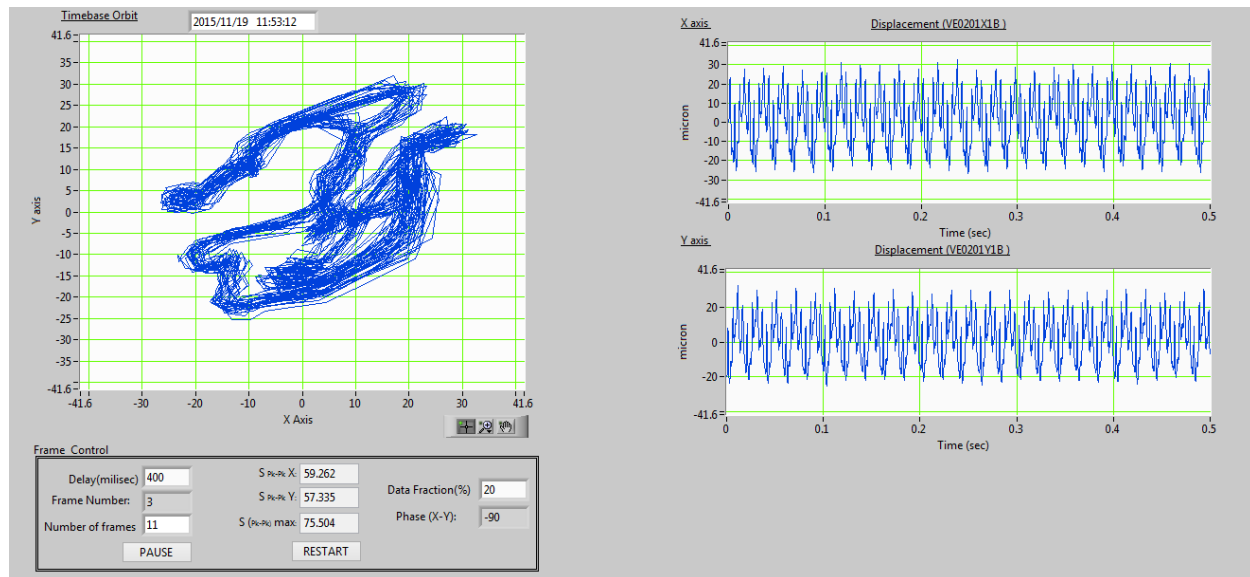 Timebase Orbit
2015/11/19 11:53:12
41.6
35
30
25
20
15
10
5
0
-5
-10
-15
-20
-25
-30
-35
-41.6
Y axis
-41.6 -30 -20 -10 0 10 20 30 41.6
X Axis
Frame Control
Delay(milisec) 400
Frame Number: 3
Number of frames 11
PAUSE
S Pk-Pk X: 59.262
S Pk-Pk Y: 57.335
S (Pk-Pk) max: 75.504
RESTART
Data Fraction(%) 20
Phase (X-Y): -90
X axis
Displacement (VE0201X1B )
41.6
30
20
10
0
-10
-20
-30
-41.6
micron
0 0.1 0.2 0.3 0.4 0.5
Time (sec)
Y axis
Displacement (VE0201Y1B )
41.6
20
0
-20
-41.6
micron
0 0.1 0.2 0.3 0.4 0.5
Time (sec)